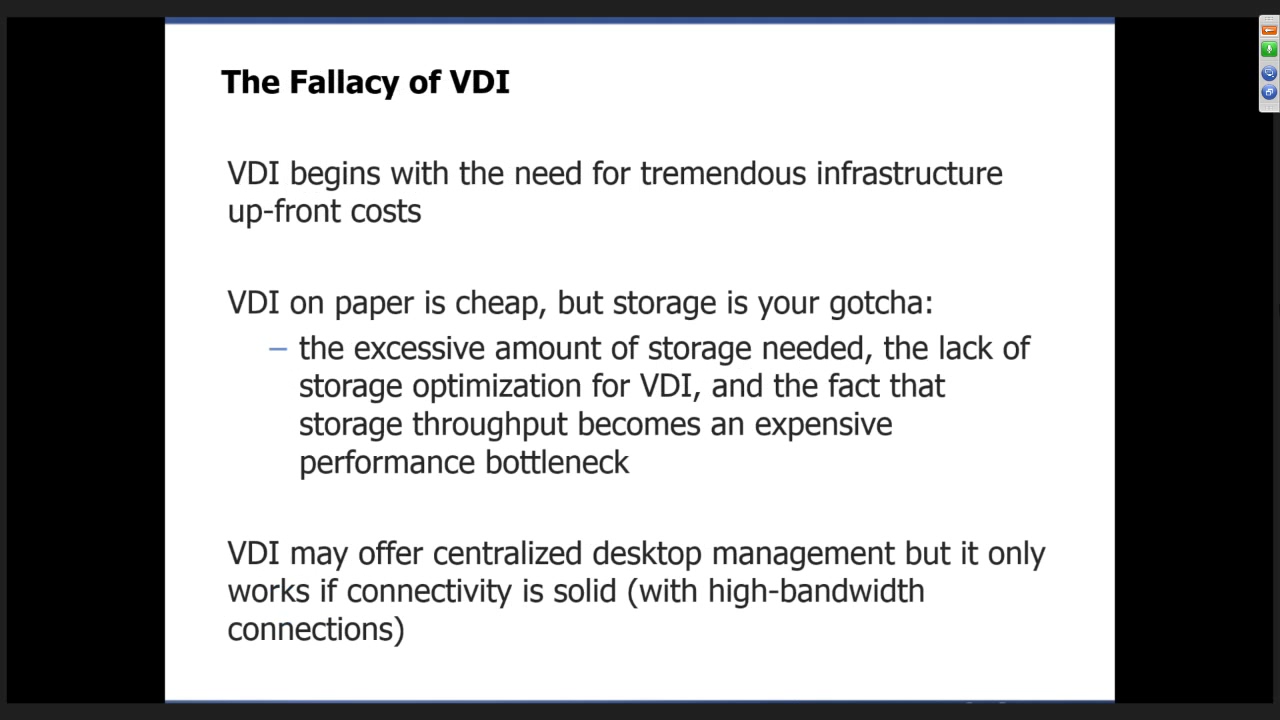 The Fallacy of VDI
VDI begins with the need for tremendous infrastructure
up-front costs
VDI on paper is cheap, but storage is your gotcha:
– the excessive amount of storage needed, the lack of
storage optimization for VDI, and the fact that
storage throughput becomes an expensive
performance bottleneck
VDI may offer centralized desktop management but it only
works if connectivity is solid (with high-bandwidth
connections)